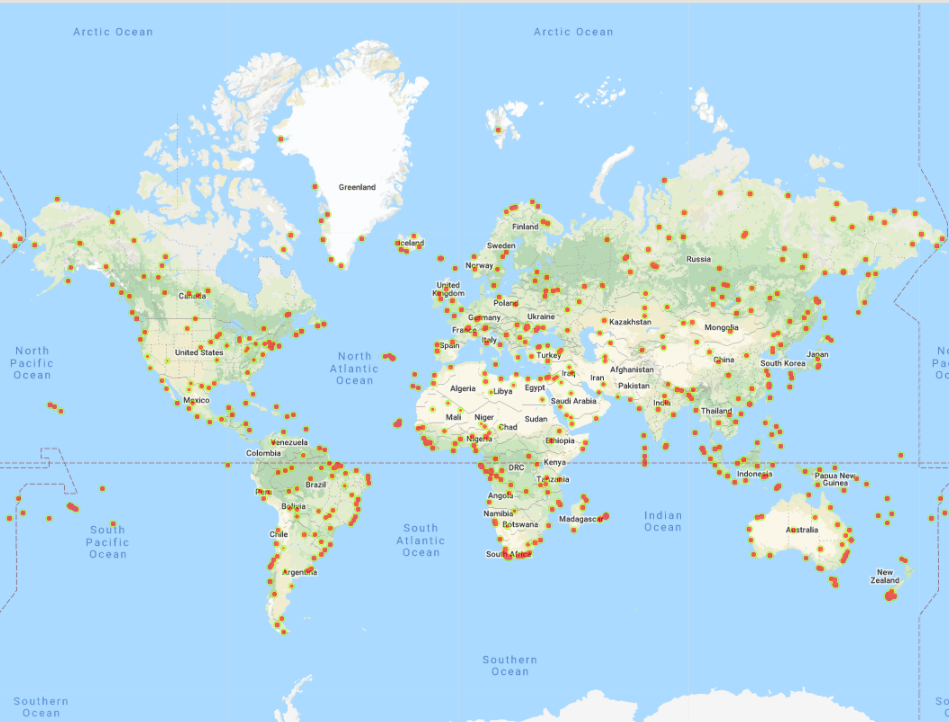 Arctic Ocean
Arctic Ocean
Greenland
Iceland
Finland
Sweden
Norway
Russia
United
Kingdom
Canada
Poland
Germany
Ukraine
Kazakhstan
Mongolia
France
Italy
North
Pacific
Ocean
United States
North
Atlantic
Ocean
Spain
Turkey
China
South Korea
Japan
Iraq
Iran
Afghanistan
Pakistan
Mexico
Algeria
Libya
Egypt
Saudi Arabia
India
Thailand
Mali
Niger
Chad
Sudan
Nigeria
Ethiopia
Venezuela
Colombia
DRC
Kenya
Tanzania
Indonesia
Papua New
Guinea
Peru
Brazil
Bolivia
Angola
Namibia
Botswana
Madagascar
Indian
Ocean
South
Pacific
Ocean
Chile
South
Atlantic
Ocean
South Africa
Australia
Argentina
New
Zealand
Southern
Ocean
Southern
Ocean